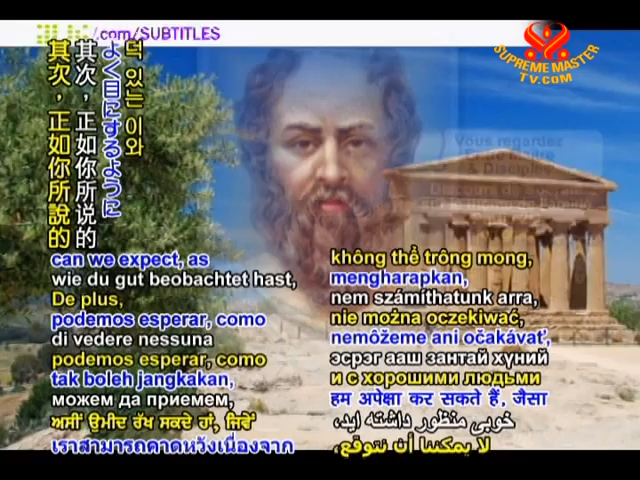 /com/SUBTITLES
SUPREME MASTER
TV.COM
덕 있는 이와
よく目にするように
其次，正如你所说的
其次，正如你所說的
Vous regardez
can we expect, as
wie du gut beobachtet hast,
De plus,
podemos esperar, como
di vedere nessuna
podemos esperar, como
tak boleh jangkakan,
можем да приемем,
ਅਸੀਂ ਉਮੀਦ ਰੱਖ ਸਕਦੇ ਹਾਂ, ਜਿਵੇਂ
เราสามารถคาดหวังเนื่องจาก
không thể trông mong,
mengharapkan,
nem számíthatunk arra,
nie można oczekiwać,
nemôžeme ani očakávať,
эсрэг ааш зантай хүний
и с хорошими людьми
हम अपेक्षा कर सकते हैं, जैसा
خوبی منظور داشته اید،
لا يمكننا أن نتوقع،